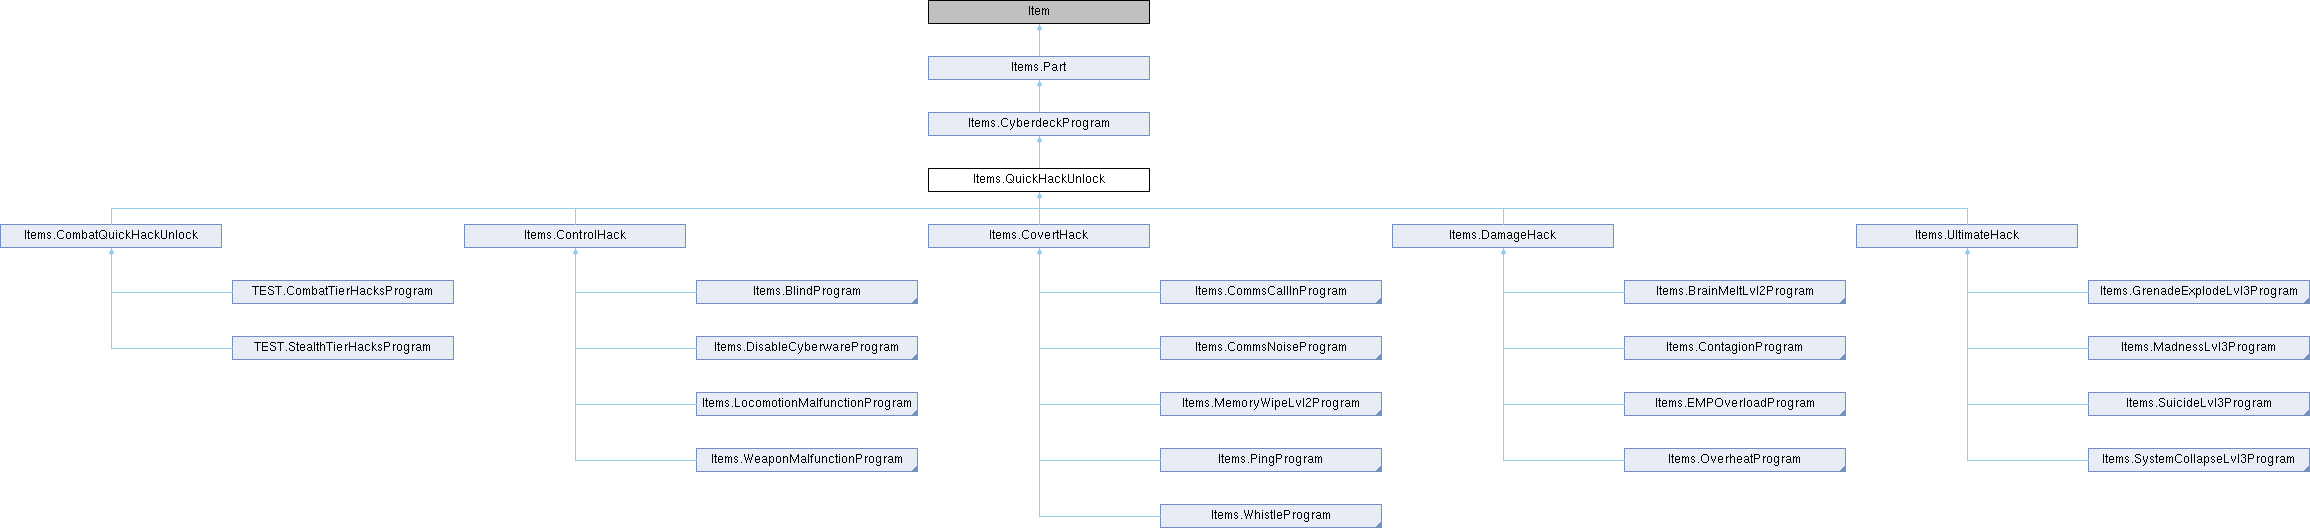 Item
Items.Part
Items.CyberdeckProgram
Items.QuickHackUnlock
Items.CombatQuickHackUnlock
Items.ControlHack
Items.CovertHack
Items.DamageHack
Items.UltimateHack
TEST.CombatTierHacksProgram
Items.BlindProgram
Items.CommsCallInProgram
Items.BrainMeltLvl2Program
Items.GrenadeExplodeLvl3Program
TEST.StealthTierHacksProgram
Items.DisableCyberwareProgram
Items.CommsNoiseProgram
Items.ContagionProgram
Items.MadnessLvl3Program
Items.LocomotionMalfunctionProgram
Items.MemoryWipeLvl2Program
Items.EMPOverloadProgram
Items.SuicideLvl3Program
Items.WeaponMalfunctionProgram
Items.PingProgram
Items.OverheatProgram
Items.SystemCollapseLvl3Program
Items.WhistleProgram